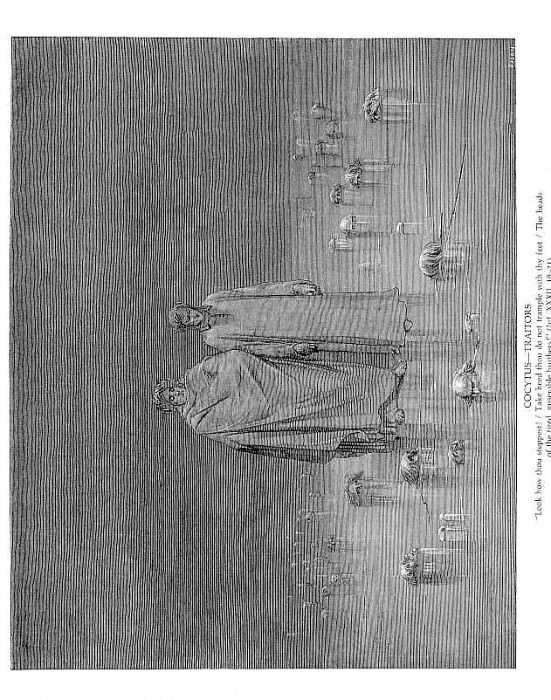 COCYTUS—TRAITORS
"Look how thou steppest! / Take heed thou do not trample with thy feet / The heads
of the tired, miserable brothers!" (Inf. XXXII, 19-21)